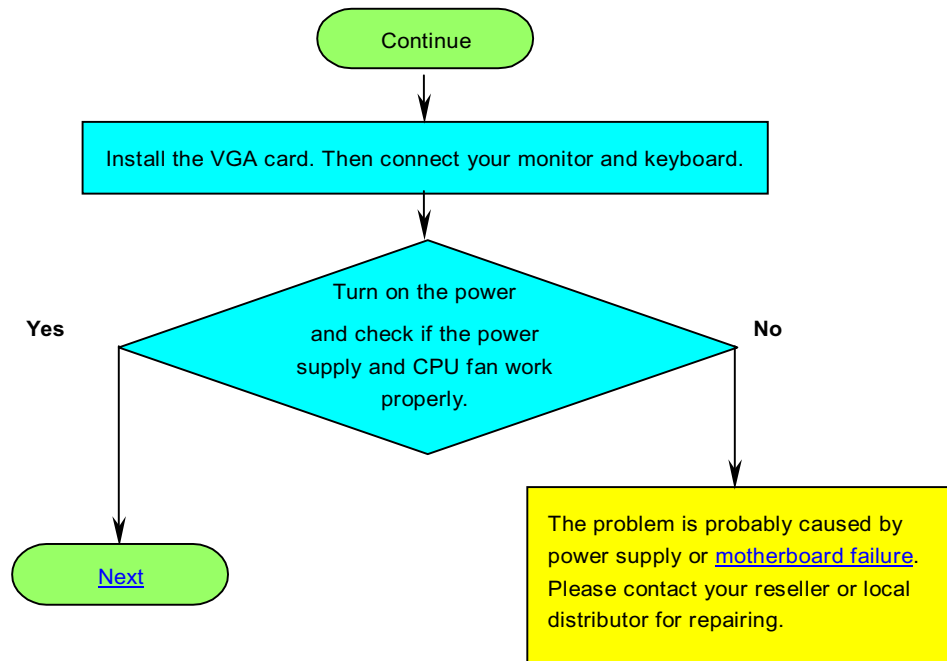 Continue
Install the VGA card. Then connect your monitor and keyboard.
Turn on the power
and check if the power
supply and CPU fan work
properly.
Yes
No
Next
The problem is probably caused by
power supply or motherboard failure.
Please contact your reseller or local
distributor for repairing.